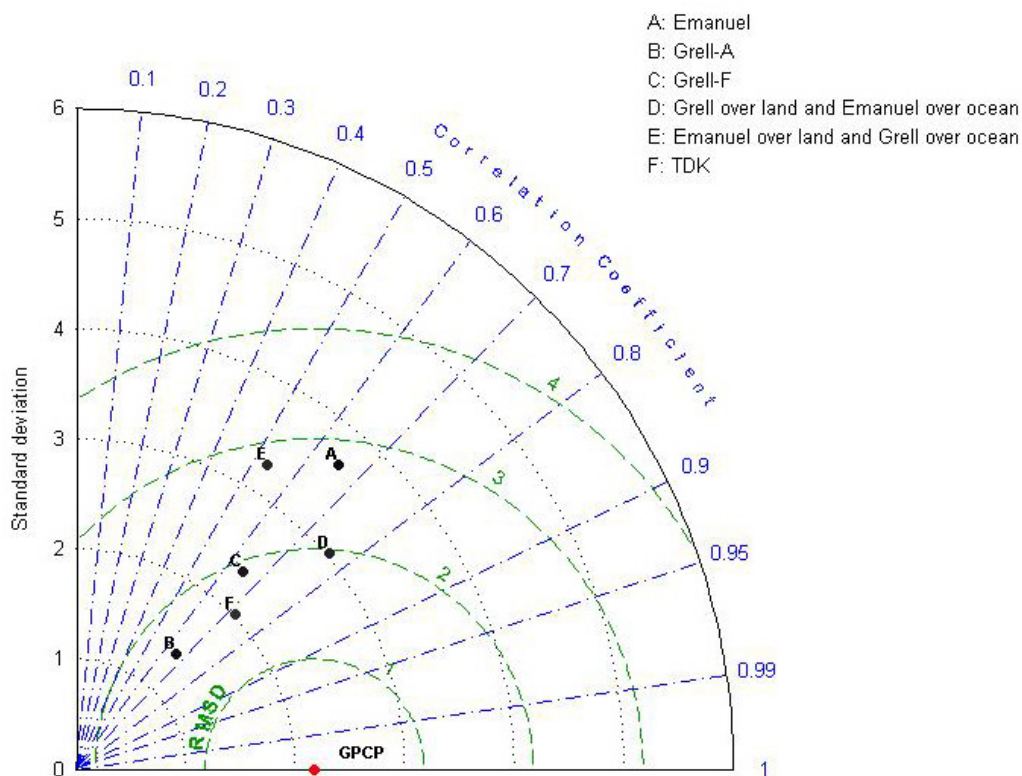 A: Emanuel
B: Grell-A
C: Grell-F
D: Grell over land and Emanuel over ocean
E: Emanuel over land and Grell over ocean
F: TDK
0.1
0.2
0.3
0.4
0.5
0.6
0.7
0.8
0.9
0.95
0.99
1
Correlation Coefficient
6
5
4
3
2
1
0
Standard deviation
4
3
2
1
RMSD
E
A
D
C
F
B
GPCP